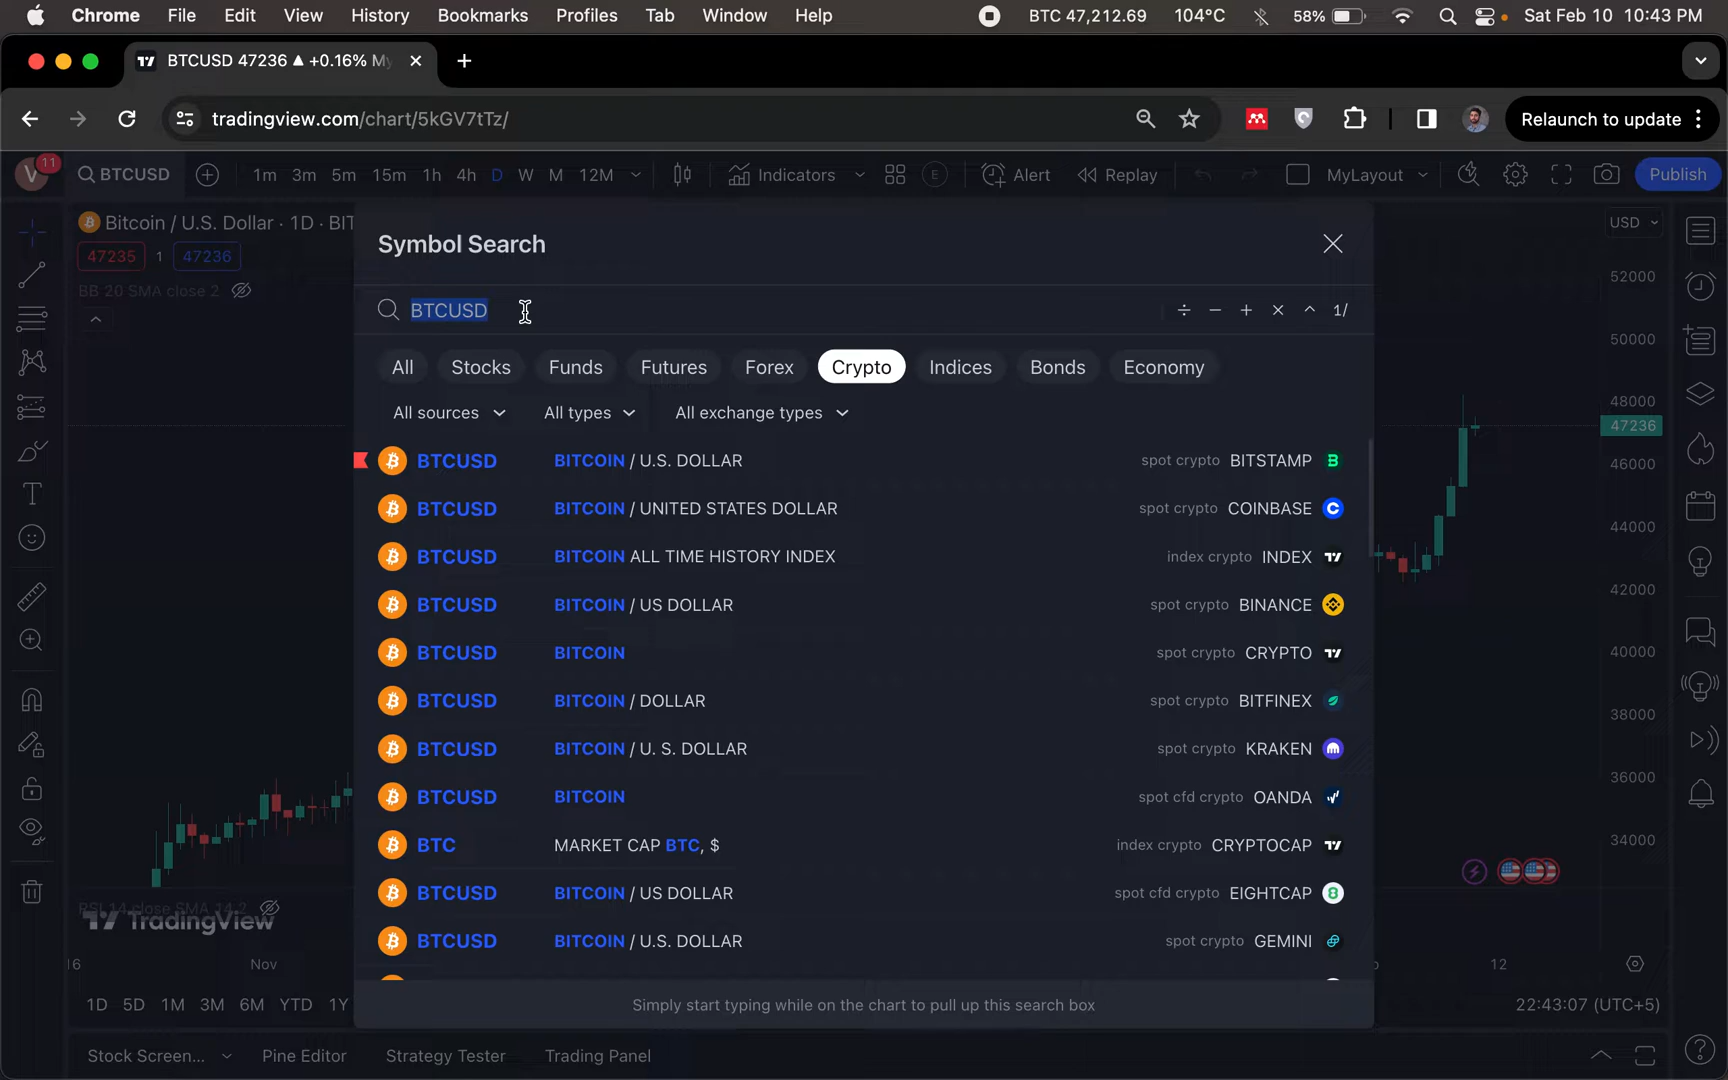 Chrome File Edit View History Bookmarks Profiles Tab Window Help BTC 47,212.69 104°C 58% Sat Feb 10 10:43 PM
BTCUSD 47236 ▲ +0.16% My
tradingview.com/chart/5kGV7tTz/ Relaunch to update
V 11 BTCUSD 1m 3m 5m 15m 1h 4h D W M 12M Indicators E Alert Replay MyLayout Publish
Bitcoin / U.S. Dollar · 1D · BIT
USD
47235 1 47236
BB 20 SMA close 2
Symbol Search
BTCUSD ÷ − + × ^ 1/
All Stocks Funds Futures Forex Crypto Indices Bonds Economy
All sources All types All exchange types
BTCUSD BITCOIN / U.S. DOLLAR spot crypto BITSTAMP
BTCUSD BITCOIN / UNITED STATES DOLLAR spot crypto COINBASE
BTCUSD BITCOIN ALL TIME HISTORY INDEX index crypto INDEX
BTCUSD BITCOIN / US DOLLAR spot crypto BINANCE
BTCUSD BITCOIN spot crypto CRYPTO
BTCUSD BITCOIN / DOLLAR spot crypto BITFINEX
BTCUSD BITCOIN / U. S. DOLLAR spot crypto KRAKEN
BTCUSD BITCOIN spot cfd crypto OANDA
BTC MARKET CAP BTC, $ index crypto CRYPTOCAP
BTCUSD BITCOIN / US DOLLAR spot cfd crypto EIGHTCAP
BTCUSD BITCOIN / U.S. DOLLAR spot crypto GEMINI
Simply start typing while on the chart to pull up this search box
52000
50000
48000
47236
46000
44000
42000
40000
38000
36000
34000
RSI 14 close SMA 14 2
TradingView
16 Nov 12
1D 5D 1M 3M 6M YTD 1Y 22:43:07 (UTC+5)
Stock Screen... Pine Editor Strategy Tester Trading Panel